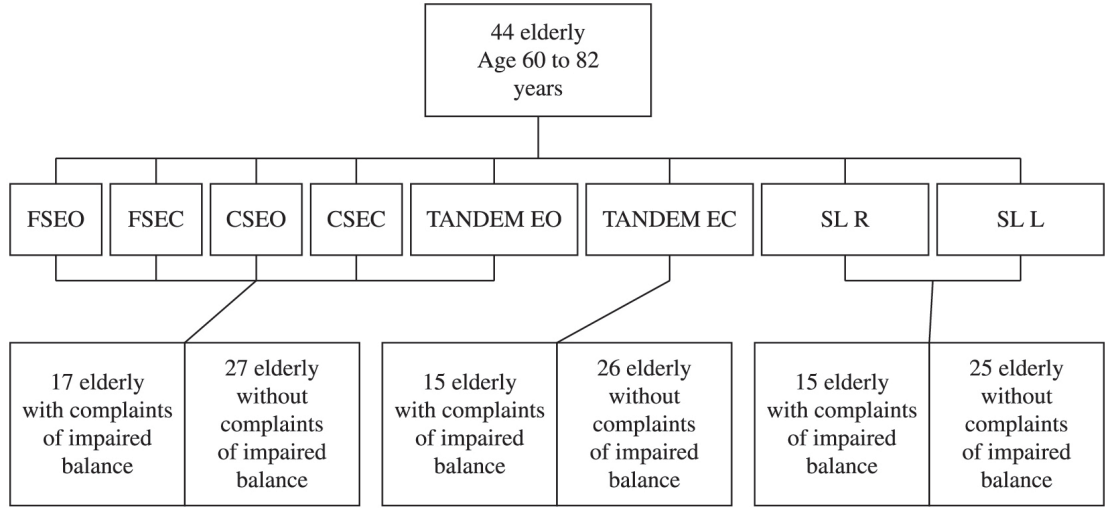 44 elderly
Age 60 to 82
years
FSEO
FSEC
CSEO
CSEC
TANDEM EO
TANDEM EC
SL R
SL L
17 elderly
with complaints
of impaired
balance
27 elderly
without
complaints
of impaired
balance
15 elderly
with complaints
of impaired
balance
26 elderly
without
complaints
of impaired
balance
15 elderly
with complaints
of impaired
balance
25 elderly
without
complaints
of impaired
balance